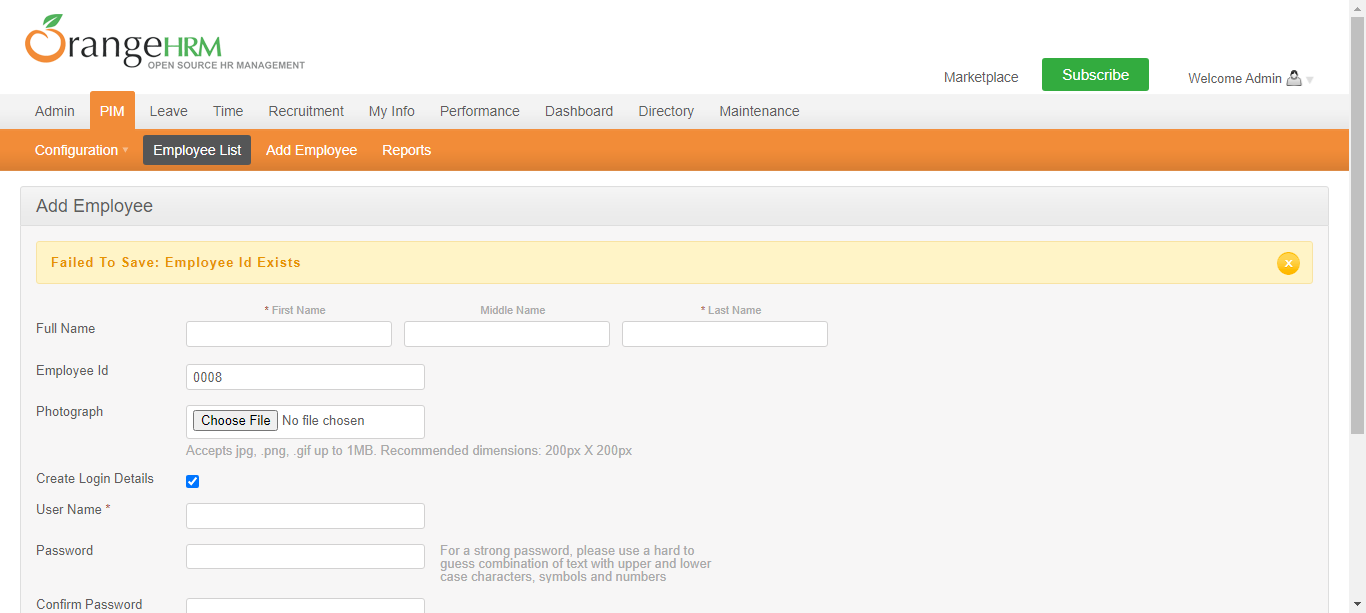 OrangeHRM
OPEN SOURCE HR MANAGEMENT
Marketplace
Subscribe
Welcome Admin
Admin PIM Leave Time Recruitment My Info Performance Dashboard Directory Maintenance
Configuration Employee List Add Employee Reports
Add Employee
Failed To Save: Employee Id Exists
* First Name Middle Name * Last Name
Full Name
Employee Id 0008
Photograph Choose File No file chosen
Accepts jpg, .png, .gif up to 1MB. Recommended dimensions: 200px X 200px
Create Login Details
User Name *
Password For a strong password, please use a hard to
guess combination of text with upper and lower
case characters, symbols and numbers
Confirm Password